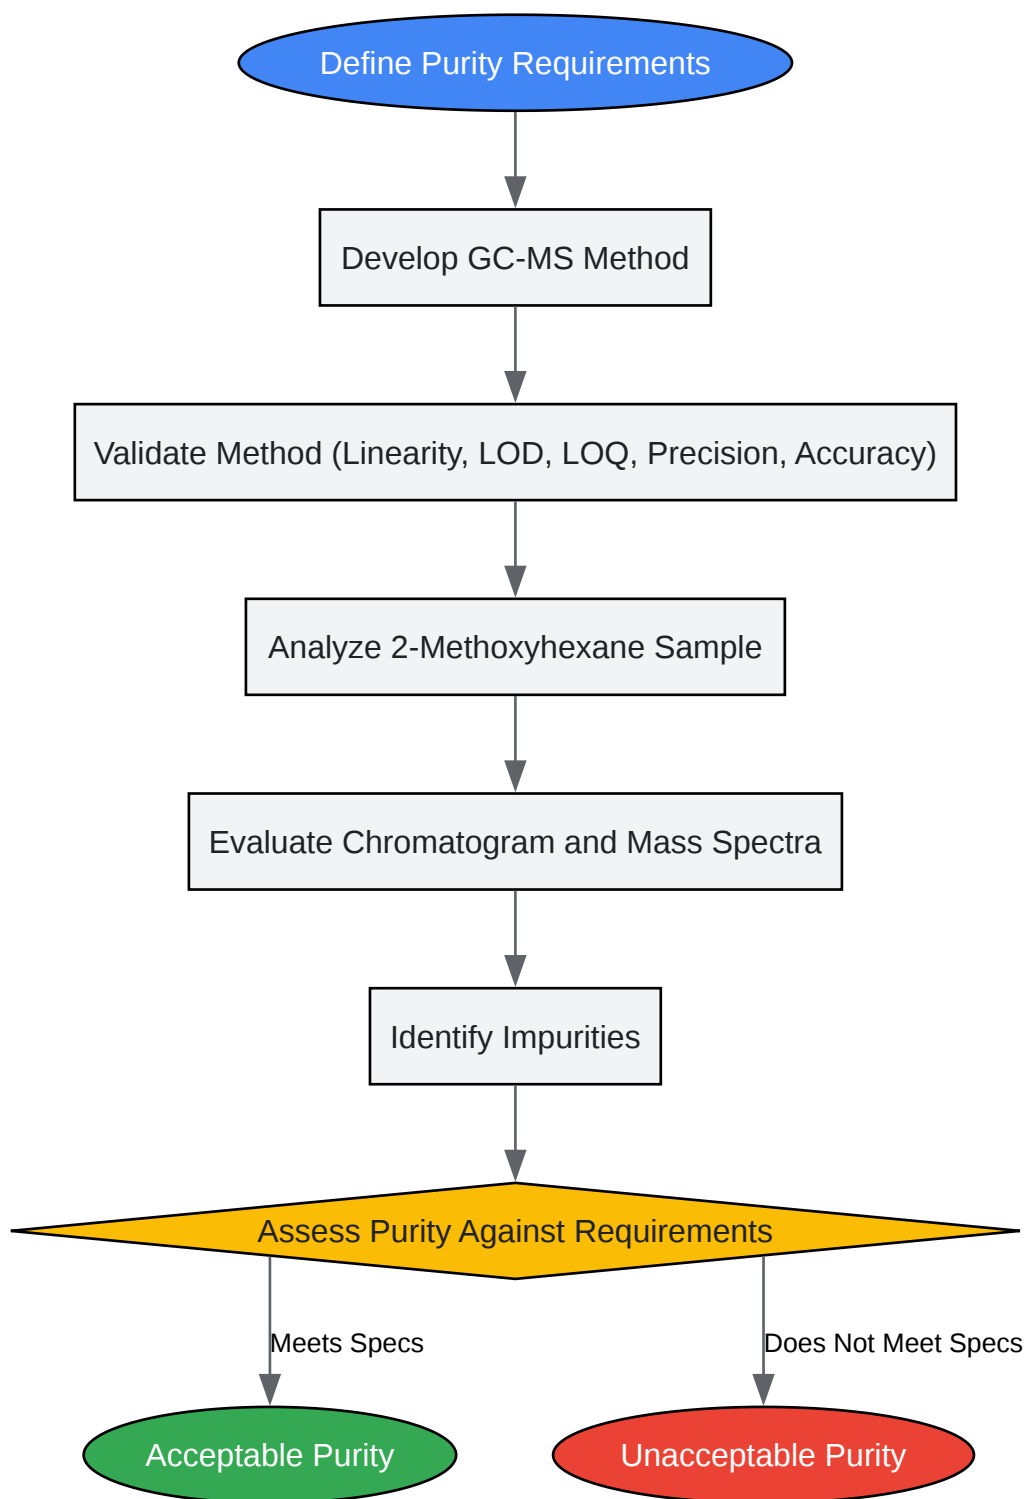 Define Purity Requirements
Develop GC-MS Method
Validate Method (Linearity, LOD, LOQ, Precision, Accuracy)
Analyze 2-Methoxyhexane Sample
Evaluate Chromatogram and Mass Spectra
Identify Impurities
Assess Purity Against Requirements
Meets Specs
Does Not Meet Specs
Acceptable Purity
Unacceptable Purity